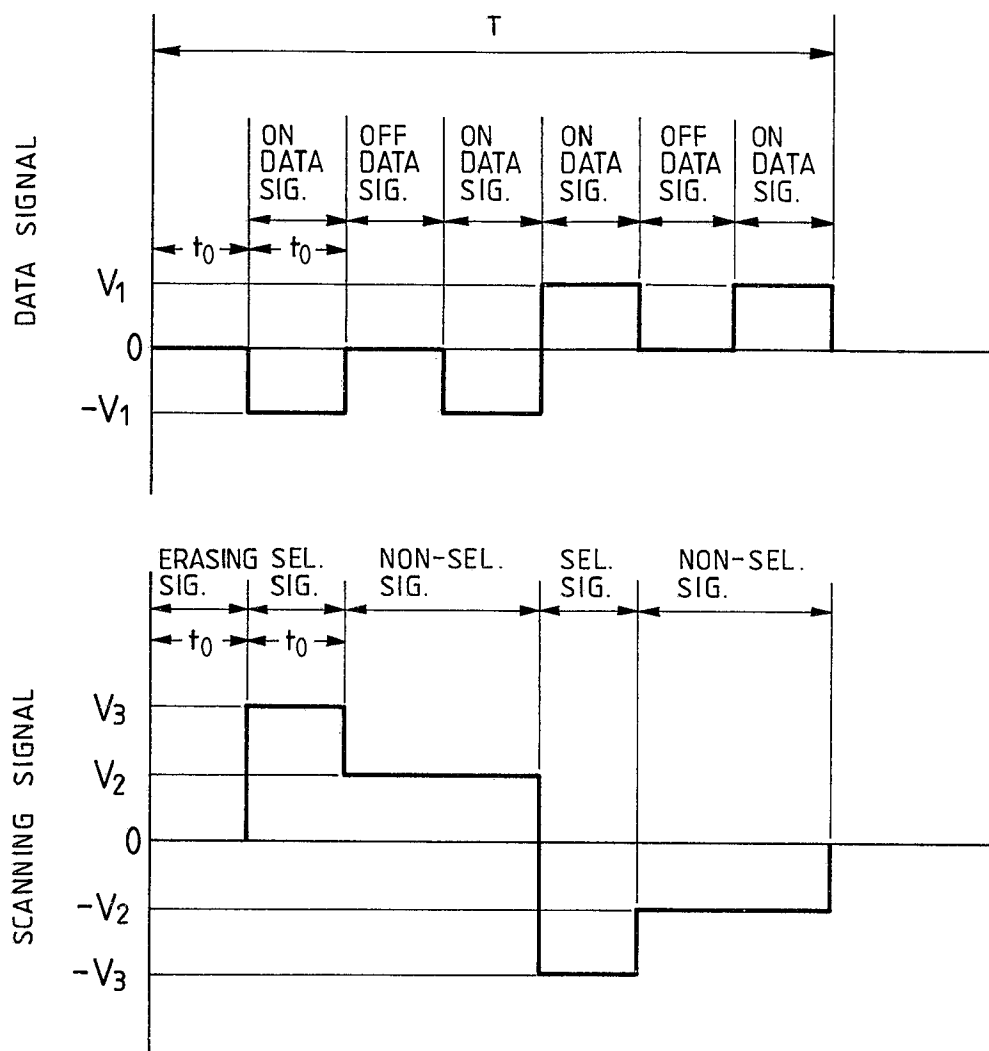 T
ON
DATA
SIG.
OFF
DATA
SIG.
ON
DATA
SIG.
ON
DATA
SIG.
OFF
DATA
SIG.
ON
DATA
SIG.
DATA SIGNAL
t0
t0
V1
0
-V1
ERASING
SIG.
SEL.
SIG.
NON-SEL.
SIG.
SEL.
SIG.
NON-SEL.
SIG.
t0
t0
SCANNING SIGNAL
V3
V2
0
-V2
-V3